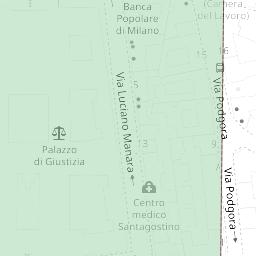 Banca
Popolare
di Milano
(Camera
del Lavoro)
16
15
5
Via Podgora
Via Luciano Manara
13
9
Palazzo
di Giustizia
Via Podgora
Centro
medico
Santagostino